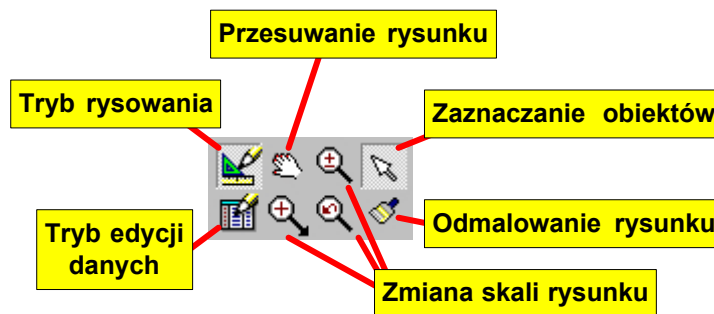 Przesuwanie rysunku
Tryb rysowania
Zaznaczanie obiektów
Tryb edycji
danych
Odmalowanie rysunku
Zmiana skali rysunku